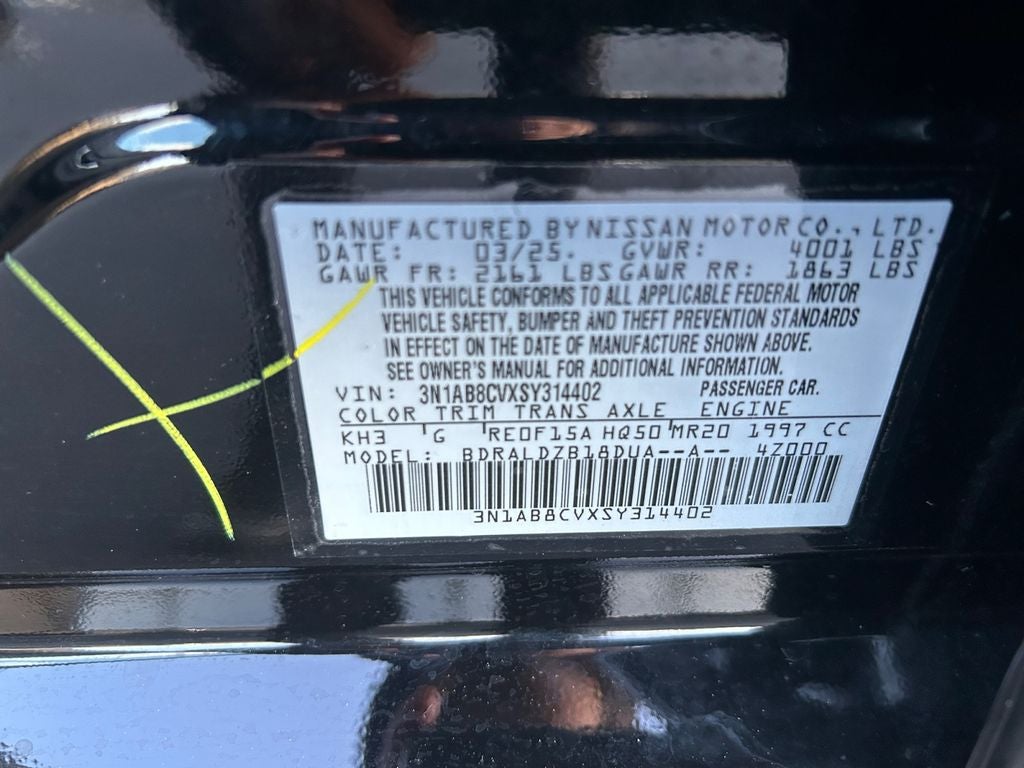 MANUFACTURED BY NISSAN MOTOR CO., LTD.
DATE: 03/25. GVWR: 4001 LBS
GAWR FR: 2161 LBS GAWR RR: 1863 LBS
THIS VEHICLE CONFORMS TO ALL APPLICABLE FEDERAL MOTOR
VEHICLE SAFETY, BUMPER AND THEFT PREVENTION STANDARDS
IN EFFECT ON THE DATE OF MANUFACTURE SHOWN ABOVE.
SEE OWNER'S MANUAL FOR ADDITIONAL INFORMATION.
VIN: 3N1AB8CVXSY314402 PASSENGER CAR.
COLOR TRIM TRANS AXLE ENGINE
KH3 'G 'RE0F15A HQ50'MR20 1997 CC
MODEL: BDRALDZB18DUA--A-- 4Z000
3N1AB8CVXSY314402